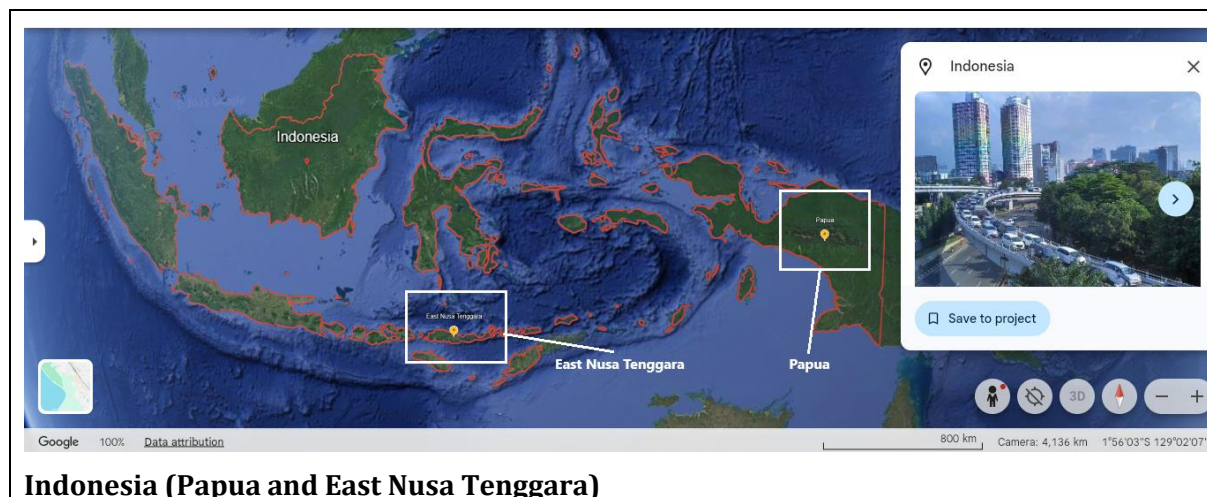 Indonesia
Indonesia
Papua
East Nusa Tenggara
East Nusa Tenggara
Papua
Save to project
3D
Google 100% Data attribution 800 km Camera: 4,136 km 1°56'03"S 129°02'07"
Indonesia (Papua and East Nusa Tenggara)